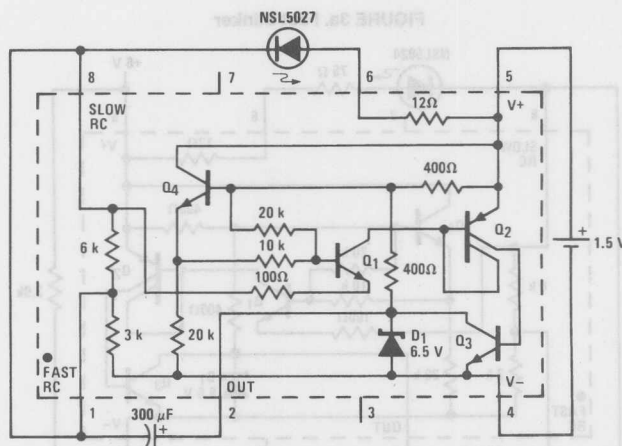 NSL5027
8
7
6
5
SLOW
RC
12Ω
V+
400Ω
Q4
20 k
Q2
6 k
10 k
Q1
1.5 V
+
100Ω
400Ω
3 k
20 k
D1
6.5 V
Q3
FAST
RC
OUT
V−
1
300 µF
+
2
3
4